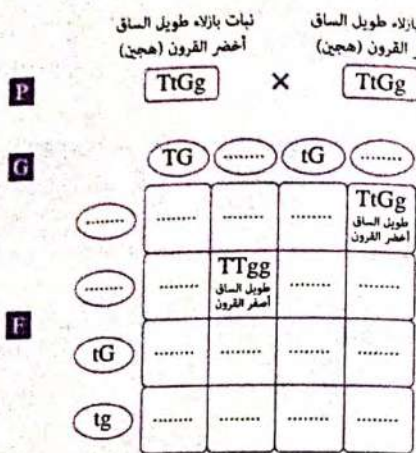 نبات بازلاء طويل الساق بازلاء طويل الساق
أخضر القرون (هجين) القرون (هجين)
P TtGg × TtGg
G TG ........ tG ........
........ ........ ........ ........ TtGg
طويل الساق
أخضر القرون
........ ........ TTgg ........ ........
طويل الساق
أصفر القرون
F
tG ........ ........ ........ ........
tg ........ ........ ........ ........